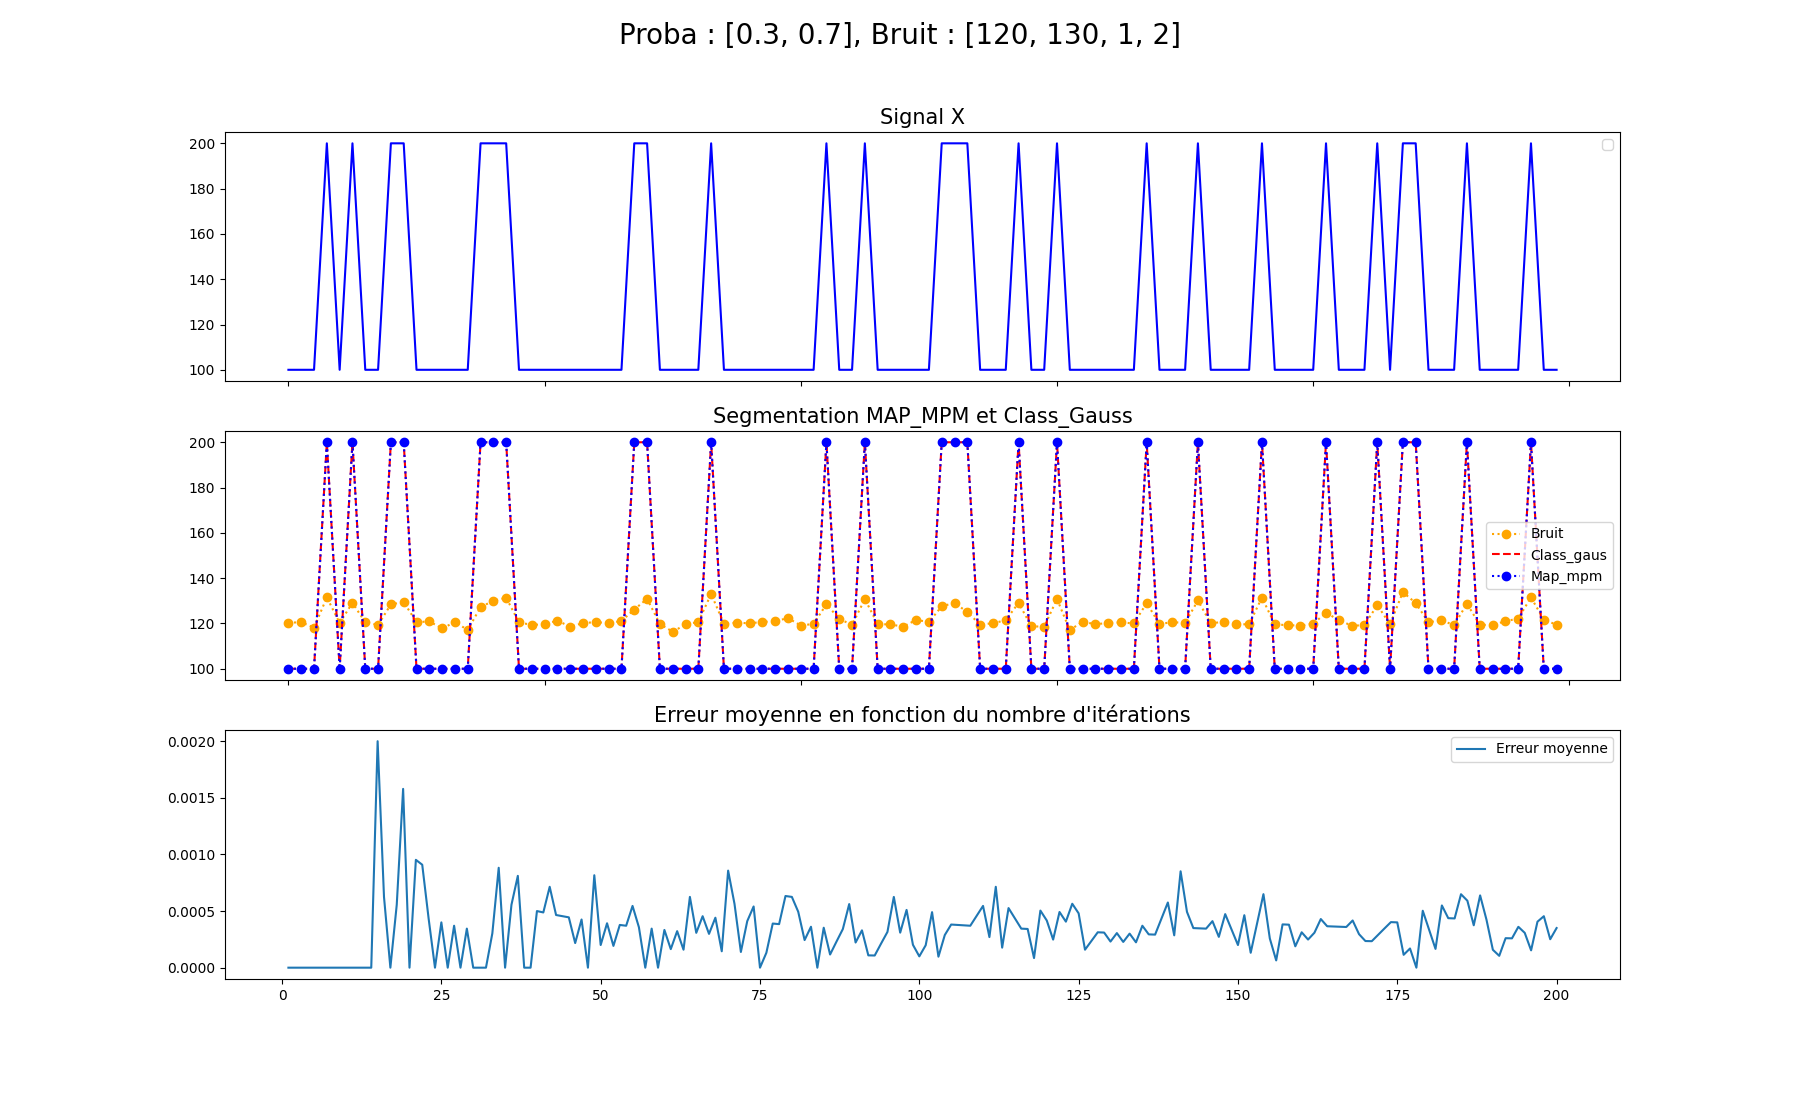 Proba : [0.3, 0.7], Bruit : [120, 130, 1, 2]
Signal X
200
180
160
140
120
100
Segmentation MAP_MPM et Class_Gauss
200
180
160
140
120
100
Bruit
Class_gaus
Map_mpm
Erreur moyenne en fonction du nombre d'itérations
0.0020
0.0015
0.0010
0.0005
0.0000
Erreur moyenne
0 25 50 75 100 125 150 175 200